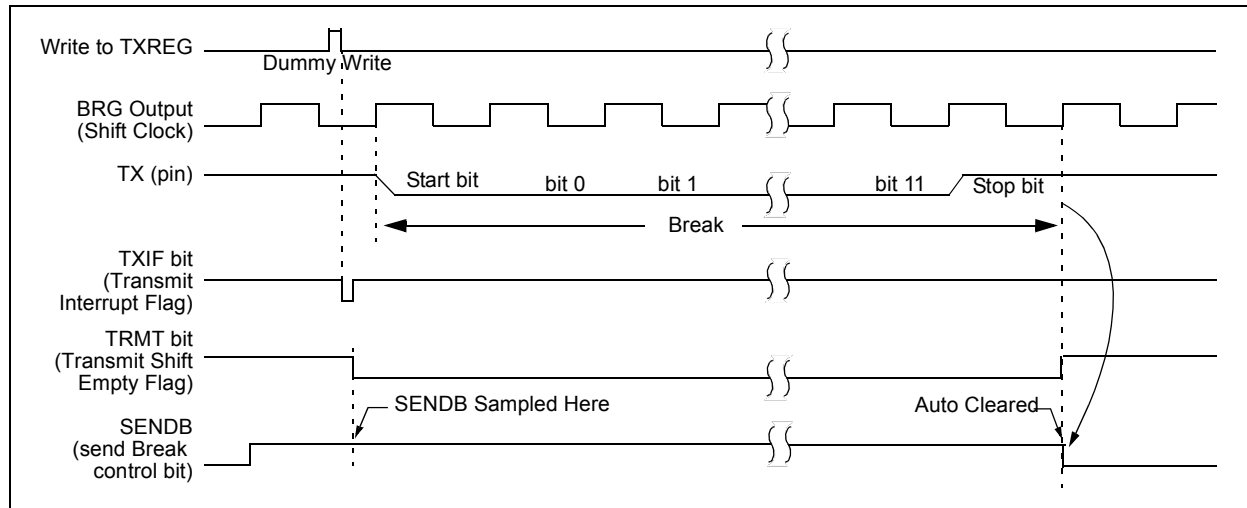 Write to TXREG
Dummy Write
BRG Output
(Shift Clock)
TX (pin)
Start bit
bit 0
bit 1
bit 11
Stop bit
Break
TXIF bit
(Transmit
Interrupt Flag)
TRMT bit
(Transmit Shift
Empty Flag)
SENDB Sampled Here
Auto Cleared
SENDB
(send Break
control bit)